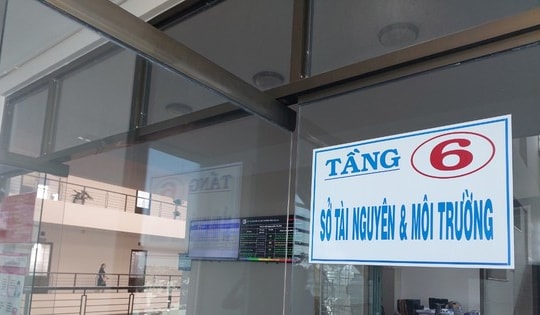 TẦNG 6
SỞ TÀI NGUYÊN & MÔI TRƯỜNG